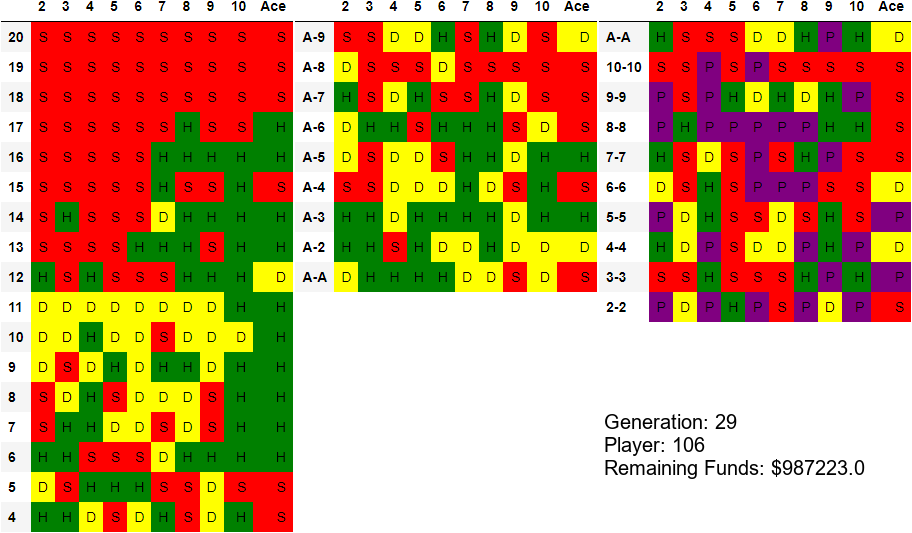 2 3 4 5 6 7 8 9 10 Ace
20 S S S S S S S S S S
19 S S S S S S S S S S
18 S S S S S S S S S S
17 S S S S S S H S S H
16 S S S S S H H H H H
15 S S S S S H S S H S
14 S H S S S D H H H H
13 S S S S H H H S H H
12 H S H S S S H H H D
11 D D D D D D D D H H
10 D D H D D S D D D H
9 D S D H D H H D H H
8 S D H S D D D S H H
7 S H H D D S D S H H
6 H H S S S D H H H H
5 D S H H H S S D S S
4 H H D S D H S D H S
2 3 4 5 6 7 8 9 10 Ace
A-9 S S D D H S H D S D
A-8 D S S S D S S S S S
A-7 H S D H S S H D S S
A-6 D H H S H H H S D S
A-5 D S D D S H H D H H
A-4 S S D D D H D S H S
A-3 H H D H H H H D H H
A-2 H H S H D D H D D D
A-A D H H H H D D S D S
2 3 4 5 6 7 8 9 10 Ace
A-A H S S S D D H P H D
10-10 S S P S P S S S S S
9-9 P S P H D H D H P S
8-8 P H P P P P P H H S
7-7 H S D S P S H P S S
6-6 D S H S P P P S S D
5-5 P D H S S D S H S P
4-4 H D P S D D P H P D
3-3 S S H S S S H P H P
2-2 P D P H P S P D P S
Generation: 29
Player: 106
Remaining Funds: $987223.0